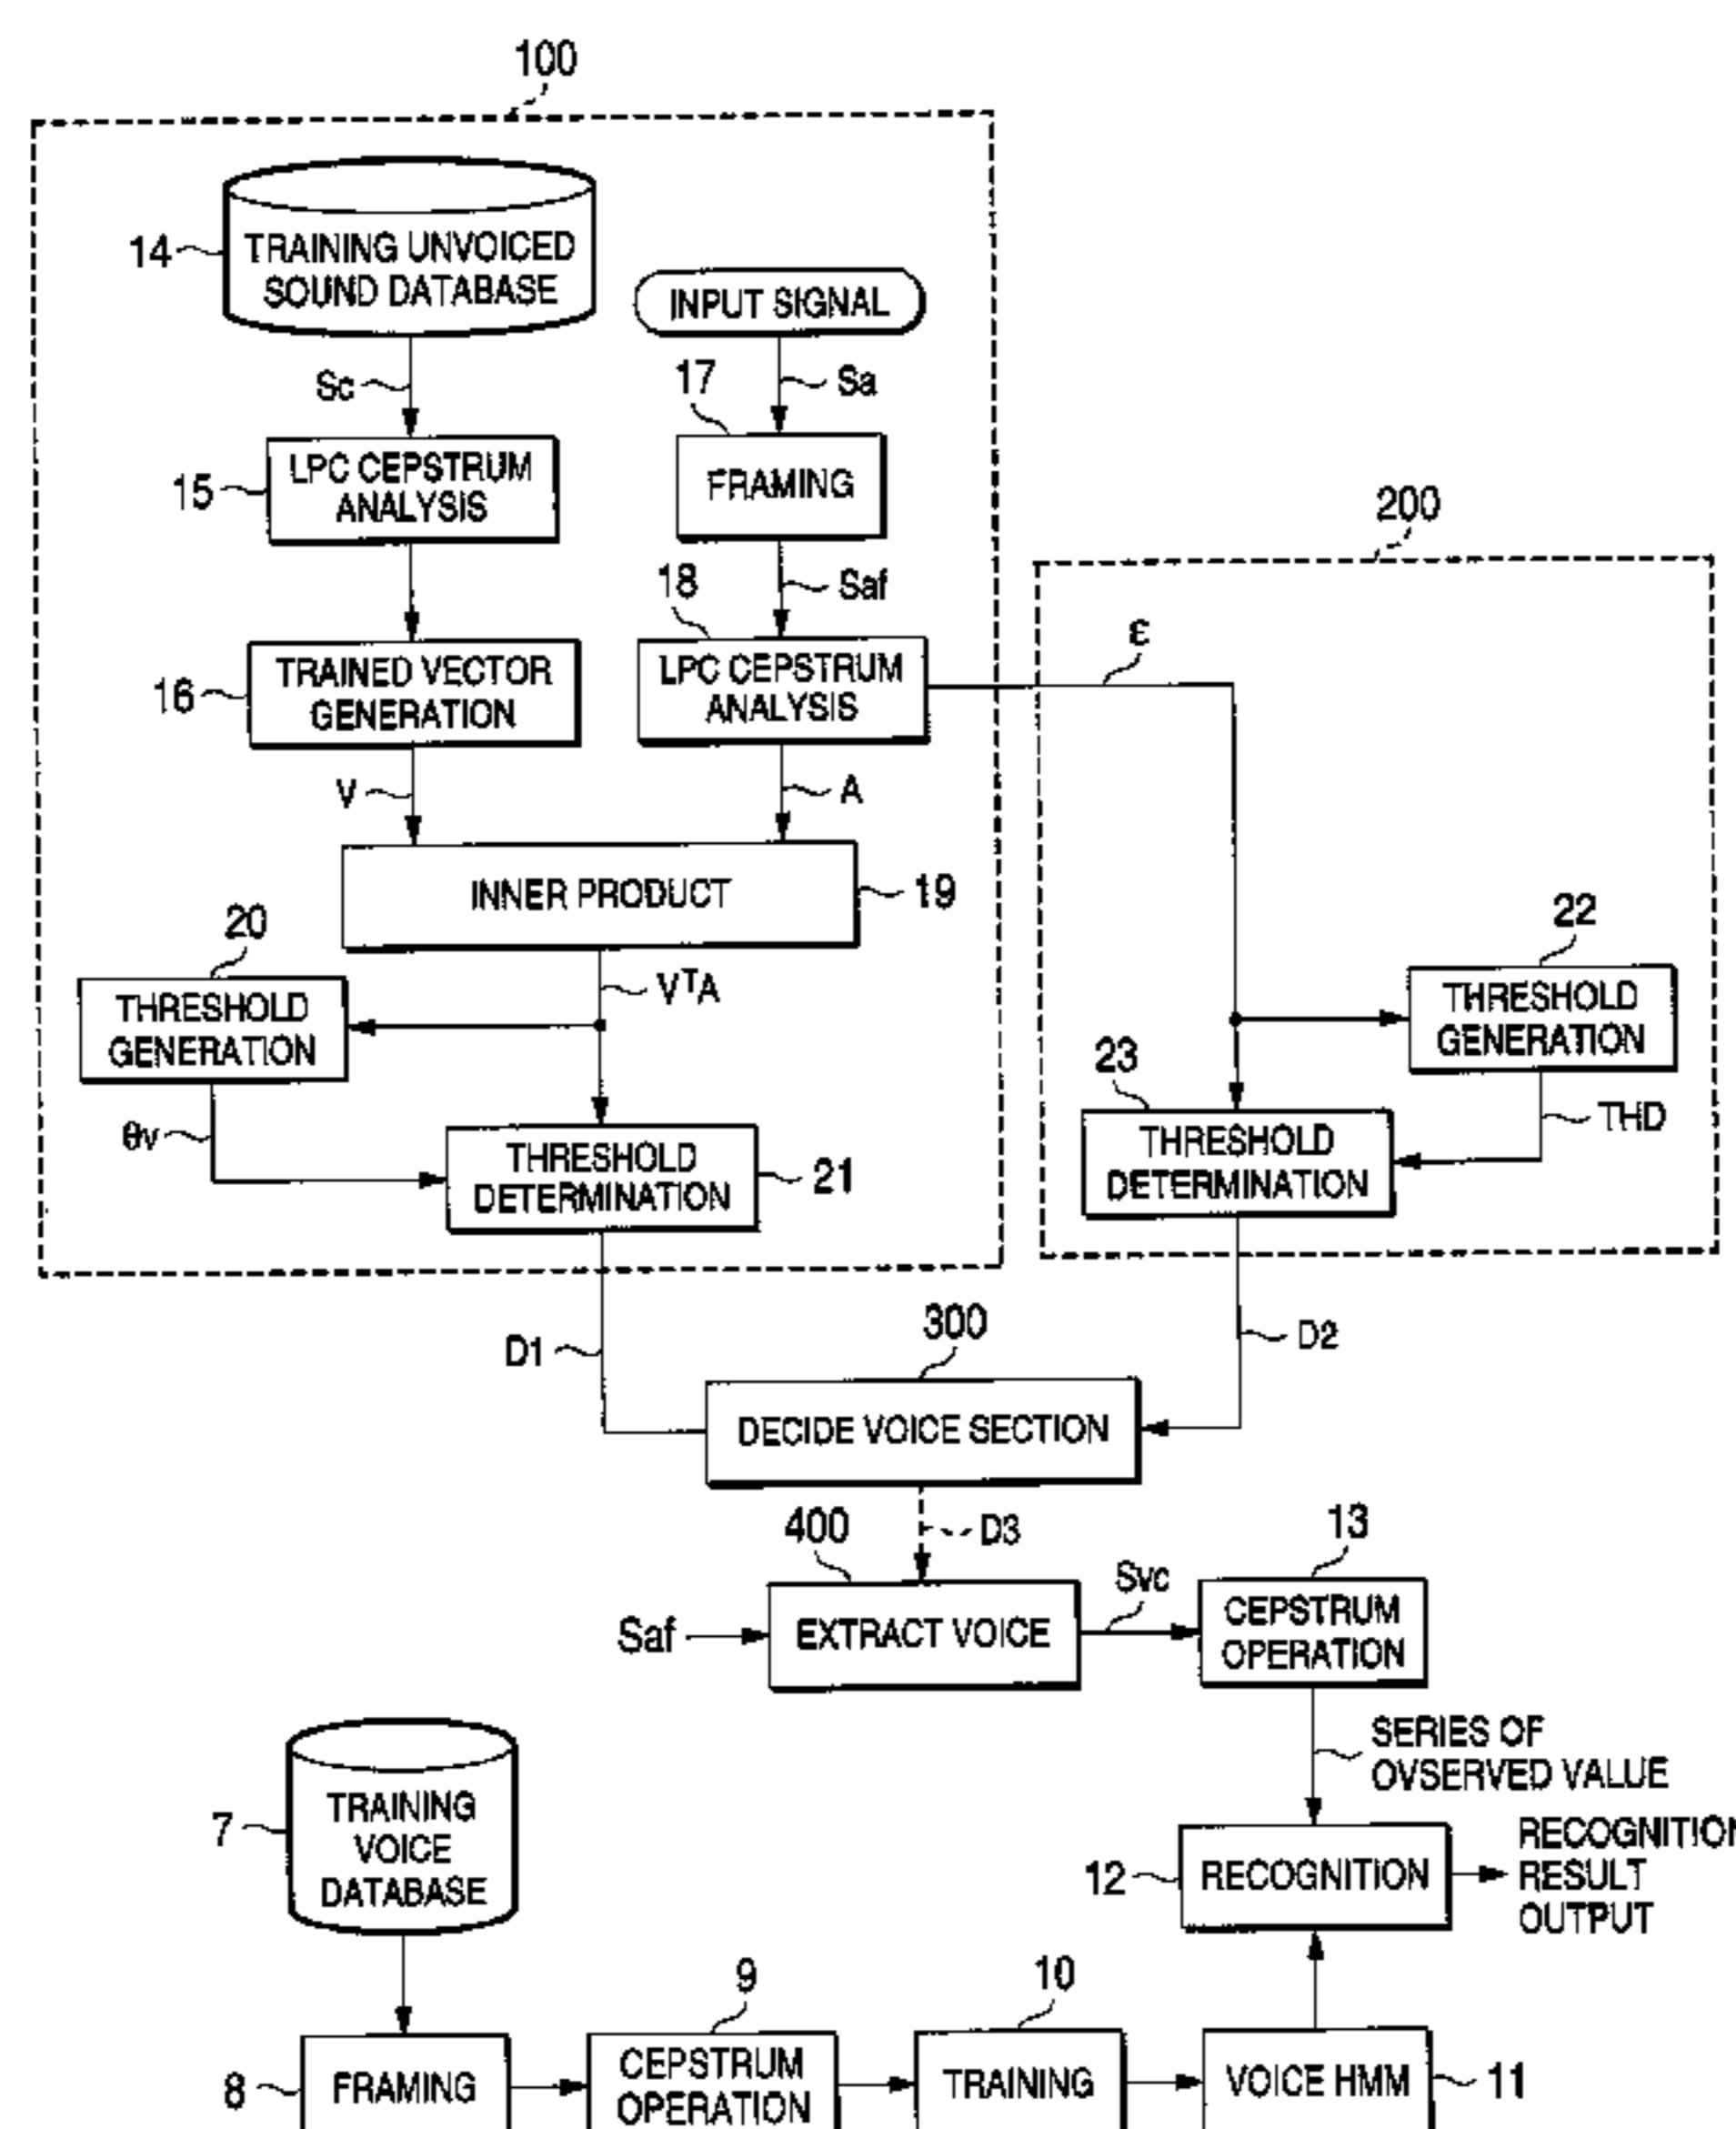 100
14
TRAINING UNVOICED
SOUND DATABASE
INPUT SIGNAL
Sc
17
Sa
15
LPC CEPSTRUM
ANALYSIS
FRAMING
200
18
Saf
ε
16
TRAINED VECTOR
GENERATION
LPC CEPSTRUM
ANALYSIS
V
A
INNER PRODUCT
19
20
22
VᵀA
THRESHOLD
GENERATION
THRESHOLD
GENERATION
23
θv
THD
THRESHOLD
DETERMINATION
21
THRESHOLD
DETERMINATION
D1
300
D2
DECIDE VOICE SECTION
400
D3
13
Svc
Saf
EXTRACT VOICE
CEPSTRUM
OPERATION
SERIES OF
OVSERVED VALUE
7
TRAINING
VOICE
DATABASE
12
RECOGNITION
RECOGNITION
RESULT
OUTPUT
9
10
8
FRAMING
CEPSTRUM
OPERATION
TRAINING
VOICE HMM
11